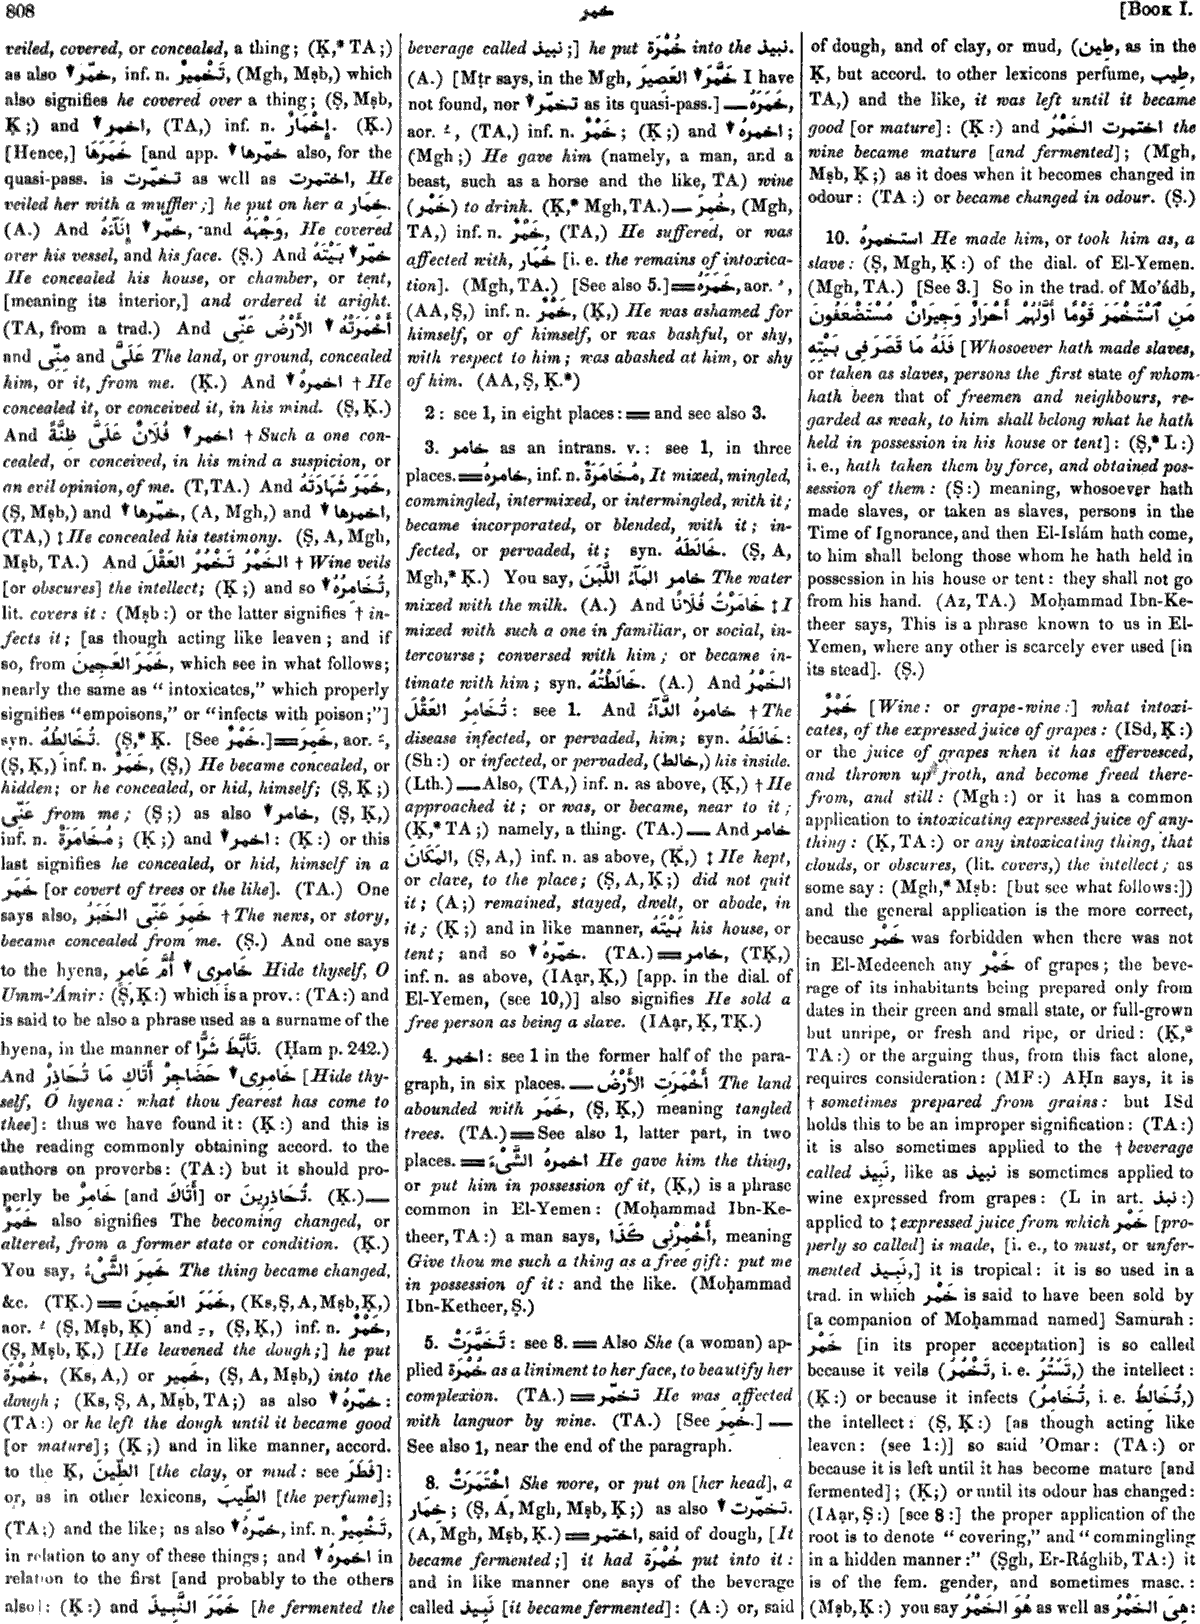 808
خمر
[BOOK I.
veiled, covered, or concealed, a thing; (Ḳ,* TA;)
as also ↓ خمّر, inf. n. تَخْمِيرٌ, (Mgh, Mṣb,) which
also signifies he covered over a thing; (Ṣ, Mṣb,
Ḳ;) and ↓ اخمر, (TA,) inf. n. إِخْمَارٌ. (Ḳ.)
[Hence,] خَمَرَهَا [and app. ↓ خمّرها also, for the
quasi-pass. is تخمّرت as well as اختمرت, He
veiled her with a muffler;] he put on her a خِمَار.
(A.) And ↓ خمّر إِنَآءَهُ, and وَجْهَهُ, He covered
over his vessel, and his face. (Ṣ.) And ↓ خمّر بَيْتَهُ
He concealed his house, or chamber, or tent,
[meaning its interior,] and ordered it aright.
(TA, from a trad.) And ↓ أَخْمَرَتْهُ الأَرْضُ عَنِّى
and مِنِّى and عَلَىَّ The land, or ground, concealed
him, or it, from me. (Ḳ.) And ↓ اخمرهُ † He
concealed it, or conceived it, in his mind. (Ṣ, Ḳ.)
And ↓ اخمر فُلَانٌ عَلَىَّ ظِنَّةً † Such a one con-
cealed, or conceived, in his mind a suspicion, or
an evil opinion, of me. (T, TA.) And خَمَرَ شَهَادَتَهُ,
(Ṣ, Mṣb,) and ↓ خمّرها, (A, Mgh,) and ↓ اخمرها,
(TA,) ‡ He concealed his testimony. (Ṣ, A, Mgh,
Mṣb, TA.) And الخَمْرُ تَخْمُرُ العَقْلَ † Wine veils
[or obscures] the intellect; (Ḳ;) and so ↓ تُخَامِرُهُ,
lit. covers it: (Mṣb:) or the latter signifies † in-
fects it; [as though acting like leaven; and if
so, from خَمَرَ العَجِينَ, which see in what follows;
nearly the same as "intoxicates," which properly
signifies "empoisons," or "infects with poison;"]
syn. تُخَالِطُهُ. (Ṣ,* Ḳ. [See خَمْرٌ.] = خَمِرَ, aor. ـَ,
(Ṣ, Ḳ,) inf. n. خَمَرٌ, (Ṣ,) He became concealed, or
hidden; or he concealed, or hid, himself; (Ṣ, Ḳ;)
عَنِّى from me; (Ṣ;) as also ↓ خامر, (Ṣ, Ḳ,)
inf. n. مُخَامَرَةٌ; (Ḳ;) and ↓ اخمر: (Ḳ:) or this
last signifies he concealed, or hid, himself in a
خَمَر [or covert of trees or the like]. (TA.) One
says also, خَمِرَ عَنِّى الخَبَرُ † The news, or story,
became concealed from me. (Ṣ.) And one says
to the hyena, ↓ خَامِرِى أُمَّ عَامِرٍ Hide thyself, O
Umm-'Ámir: (Ṣ, Ḳ:) which is a prov.: (TA:) and
is said to be also a phrase used as a surname of the
hyena, in the manner of تَأَبَّطَ شَرًّا. (Ḥam p. 242.)
And ↓ خَامِرِى حَضَاجِرُ أَتَاكِ مَا تُحَاذِرُ [Hide thy-
self, O hyena: what thou fearest has come to
thee]: thus we have found it: (Ḳ:) and this is
the reading commonly obtaining accord. to the
authors on proverbs: (TA:) but it should pro-
perly be خَامِرْ [and أَتَاكَ] or تُحَاذِرِينَ. (Ḳ.) —
خَمَرٌ also signifies The becoming changed, or
altered, from a former state or condition. (Ḳ.)
You say, خَمِرَ الشَّىْءُ The thing became changed,
&c. (TḲ.) = خَمَرَ العَجِينَ, (Ks, Ṣ, A, Mṣb, Ḳ,)
aor. ـُ (Ṣ, Mṣb, Ḳ) and ـِ, (Ṣ, Ḳ,) inf. n. خَمْرٌ,
(Ṣ, Mṣb, Ḳ,) [He leavened the dough;] he put
خُمْرَة, (Ks, A,) or خَمِير, (Ṣ, A, Mṣb,) into the
dough; (Ks, Ṣ, A, Mṣb, TA;) as also ↓ خمّرهُ:
(TA:) or he left the dough until it became good
[or mature]; (Ḳ;) and in like manner, accord.
to the Ḳ, الطِّينَ [the clay, or mud: see فَطَرَ]:
or, as in other lexicons, الطِّيبَ [the perfume];
(TA;) and the like; as also ↓ خمّرهُ, inf. n. تَخْمِيرٌ,
in relation to any of these things; and ↓ اخمرهُ in
relation to the first [and probably to the others
also]: (Ḳ:) and خَمَرَ النَّبِيذَ [he fermented the
beverage called نبيذ;] he put خُمْرَة into the نبيذ.
(A.) [Mṭr says, in the Mgh, ↓ خَمَّرَ العَصِيرَ I have
not found, nor ↓ تخمّر as its quasi-pass.] — خَمَرَهُ,
aor. ـُ, (TA,) inf. n. خَمْرٌ; (Ḳ;) and ↓ اخمرهُ;
(Mgh;) He gave him (namely, a man, and a
beast, such as a horse and the like, TA) wine
(خَمْر) to drink. (Ḳ,* Mgh, TA.) — خَمِرَ, (Mgh,
TA,) inf. n. خَمَرٌ, (TA,) He suffered, or was
affected with, خُمَار [i. e. the remains of intoxica-
tion]. (Mgh, TA.) [See also 5.] = خَمِرَهُ, aor. ـَ,
(AA, Ṣ,) inf. n. خَمَرٌ, (Ḳ,) He was ashamed for
himself, or of himself, or was bashful, or shy,
with respect to him; was abashed at him, or shy
of him. (AA, Ṣ, Ḳ.*)
2: see 1, in eight places: = and see also 3.
3. خامر as an intrans. v.: see 1, in three
places. = خامرهُ, inf. n. مُخَامَرَةٌ, It mixed, mingled,
commingled, intermixed, or intermingled, with it;
became incorporated, or blended, with it; in-
fected, or pervaded, it; syn. خَالَطَهُ. (Ṣ, A,
Mgh,* Ḳ.) You say, خامر المَآءُ اللَّبَنَ The water
mixed with the milk. (A.) And خَامَرْتُ فُلَانًا ‡ I
mixed with such a one in familiar, or social, in-
tercourse; conversed with him; or became in-
timate with him; syn. خَالَطْتُهُ. (A.) And الخَمْرُ
تُخَامِرُ العَقْلَ: see 1. And خامرهُ الدَّآءُ † The
disease infected, or pervaded, him; syn. خَالَطَهُ:
(Sh:) or infected, or pervaded, (خالط,) his inside.
(Lth.) — Also, (TA,) inf. n. as above, (Ḳ,) † He
approached it; or was, or became, near to it;
(Ḳ,* TA;) namely, a thing. (TA.) — And خامر
المَكَانَ, (Ṣ, A,) inf. n. as above, (Ḳ,) ‡ He kept,
or clave, to the place; (Ṣ, A, Ḳ;) did not quit
it; (A;) remained, stayed, dwelt, or abode, in
it; (Ḳ;) and in like manner, بَيْتَهُ his house, or
tent; and so ↓ خمّرهُ. (TA.) = خامر, (TḲ,)
inf. n. as above, (IAạr, Ḳ,) [app. in the dial. of
El-Yemen, (see 10,)] also signifies He sold a
free person as being a slave. (IAạr, Ḳ, TḲ.)
4. اخمر: see 1 in the former half of the para-
graph, in six places. — أَخْمَرَتِ الأَرْضُ The land
abounded with خَمَر, (Ṣ, Ḳ,) meaning tangled
trees. (TA.) = See also 1, latter part, in two
places. = اخمرهُ الشَّىْءَ He gave him the thing,
or put him in possession of it, (Ḳ,) is a phrase
common in El-Yemen: (Moḥammad Ibn-Ke-
theer, TA:) a man says, أَخْمِرْنِى كَذَا, meaning
Give thou me such a thing as a free gift: put me
in possession of it: and the like. (Moḥammad
Ibn-Ketheer, Ṣ.)
5. تَخَمَّرَتْ: see 8. = Also She (a woman) ap-
plied خُمْرَة as a liniment to her face, to beautify her
complexion. (TA.) = تخمّر He was affected
with languor by wine. (TA.) [See خَمِرَ.] —
See also 1, near the end of the paragraph.
8. اخْتَمَرَتْ She wore, or put on [her head], a
خِمَار; (Ṣ, A, Mgh, Mṣb, Ḳ;) as also ↓ تخمّرت.
(A, Mgh, Mṣb, Ḳ.) = اختمر, said of dough, [It
became fermented;] it had خُمْرَة put into it:
and in like manner one says of the beverage
called نَبِيذ [it became fermented]: (A:) or, said
of dough, and of clay, or mud, (طِين, as in the
Ḳ, but accord. to other lexicons perfume, طِيب,
TA,) and the like, it was left until it became
good [or mature]: (Ḳ:) and اختمرت الخَمْرُ the
wine became mature [and fermented]; (Mgh,
Mṣb, Ḳ;) as it does when it becomes changed in
odour: (TA:) or became changed in odour. (Ṣ.)
10. استخمرهُ He made him, or took him as, a
slave: (Ṣ, Mgh, Ḳ:) of the dial. of El-Yemen.
(Mgh, TA.) [See 3.] So in the trad. of Mo'ádh,
مَنِ ٱسْتَخْمَرَ قَوْمًا أَوَّلُهُمْ أَحْرَارٌ وَجِيرَانٌ مُسْتَضْعَفُونَ
فَلَهُ مَا قَصَرَ فِى بَيْتِهِ [Whosoever hath made slaves,
or taken as slaves, persons the first state of whom
hath been that of freemen and neighbours, re-
garded as weak, to him shall belong what he hath
held in possession in his house or tent]: (Ṣ,* L:)
i. e., hath taken them by force, and obtained pos-
session of them: (Ṣ:) meaning, whosoever hath
made slaves, or taken as slaves, persons in the
Time of Ignorance, and then El-Islám hath come,
to him shall belong those whom he hath held in
possession in his house or tent: they shall not go
from his hand. (Az, TA.) Moḥammad Ibn-Ke-
theer says, This is a phrase known to us in El-
Yemen, where any other is scarcely ever used [in
its stead]. (Ṣ.)
خَمْرٌ [Wine: or grape-wine:] what intoxi-
cates, of the expressed juice of grapes: (ISd, Ḳ:)
or the juice of grapes when it has effervesced,
and thrown up froth, and become freed there-
from, and still: (Mgh:) or it has a common
application to intoxicating expressed juice of any-
thing: (Ḳ, TA:) or any intoxicating thing, that
clouds, or obscures, (lit. covers,) the intellect; as
some say: (Mgh,* Mṣb: [but see what follows:])
and the general application is the more correct,
because خَمْر was forbidden when there was not
in El-Medeeneh any خَمْر of grapes; the beve-
rage of its inhabitants being prepared only from
dates in their green and small state, or full-grown
but unripe, or fresh and ripe, or dried: (Ḳ,*
TA:) or the arguing thus, from this fact alone,
requires consideration: (MF:) AḤn says, it is
† sometimes prepared from grains: but ISd
holds this to be an improper signification: (TA:)
it is also sometimes applied to the † beverage
called نَبِيذ, like as نبيذ is sometimes applied to
wine expressed from grapes: (L in art. نبذ:)
applied to ‡ expressed juice from which خَمْر [pro-
perly so called] is made, [i. e., to must, or unfer-
mented نَبِيذ,] it is tropical: it is so used in a
trad. in which خَمْر is said to have been sold by
[a companion of Moḥammad named] Samurah:
خَمْر [in its proper acceptation] is so called
because it veils (تَخْمُرُ, i. e. تَسْتُرُ,) the intellect:
(Ḳ:) or because it infects (تُخَامِرُ, i. e. تُخَالِطُ,)
the intellect: (Ṣ, Ḳ:) [as though acting like
leaven: (see 1:)] so said 'Omar: (TA:) or
because it is left until it has become mature [and
fermented]; (Ḳ;) or until its odour has changed:
(IAạr, Ṣ:) [see 8:] the proper application of the
root is to denote "covering," and "commingling
in a hidden manner:" (Ṣgh, Er-Rághib, TA:) it
is of the fem. gender, and sometimes masc.:
(Mṣb, Ḳ:) you say هُوَ الخَمْرُ as well as هِىَ الخَمْرُ: